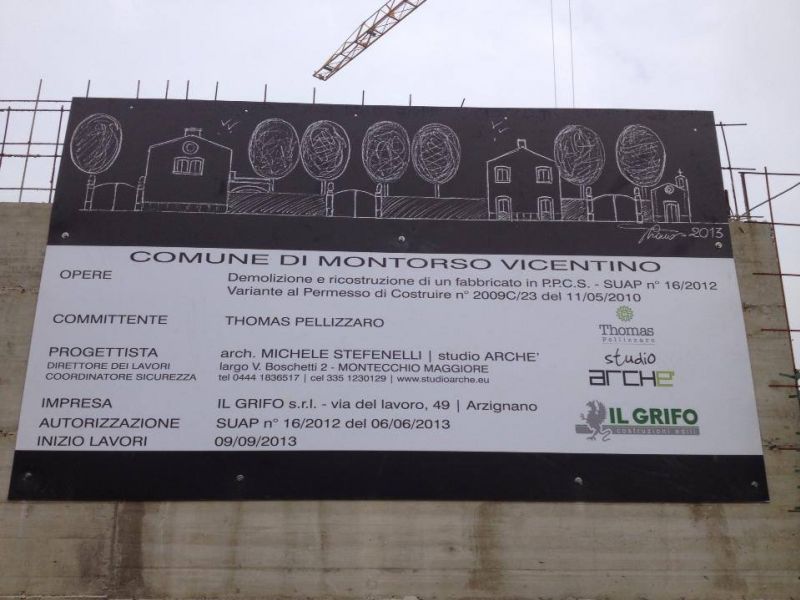 Thomas 2013
COMUNE DI MONTORSO VICENTINO
OPERE Demolizione e ricostruzione di un fabbricato in P.P.C.S. - SUAP n° 16/2012
Variante al Permesso di Costruire n° 2009C/23 del 11/05/2010
COMMITTENTE THOMAS PELLIZZARO
Thomas
Pellizzaro
PROGETTISTA arch. MICHELE STEFENELLI | studio ARCHE'
DIRETTORE DEI LAVORI largo V. Boschetti 2 - MONTECCHIO MAGGIORE
COORDINATORE SICUREZZA tel 0444 1836517 | cel 335 1230129 | www.studioarche.eu
studio
ARCHE'
IMPRESA IL GRIFO s.r.l. - via del lavoro, 49 | Arzignano
AUTORIZZAZIONE SUAP n° 16/2012 del 06/06/2013
INIZIO LAVORI 09/09/2013
IL GRIFO
costruzioni edili